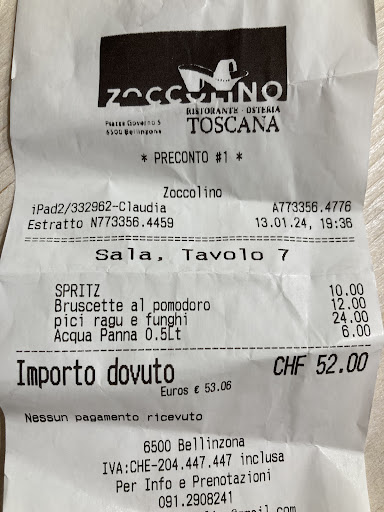 ZOCCOLINO
RISTORANTE - OSTERIA
TOSCANA
Piazza Governo 5
6500 Bellinzona
* PRECONTO #1 *
Zoccolino
iPad2/332962-Claudia A773356.4776
Estratto N773356.4459 13.01.24, 19:36
Sala, Tavolo 7
SPRITZ 10.00
Bruscette al pomodoro 12.00
pici ragu e funghi 24.00
Acqua Panna 0.5Lt 6.00
Importo dovuto CHF 52.00
Euros € 53.06
Nessun pagamento ricevuto
6500 Bellinzona
IVA:CHE-204.447.447 inclusa
Per Info e Prenotazioni
091.2908241